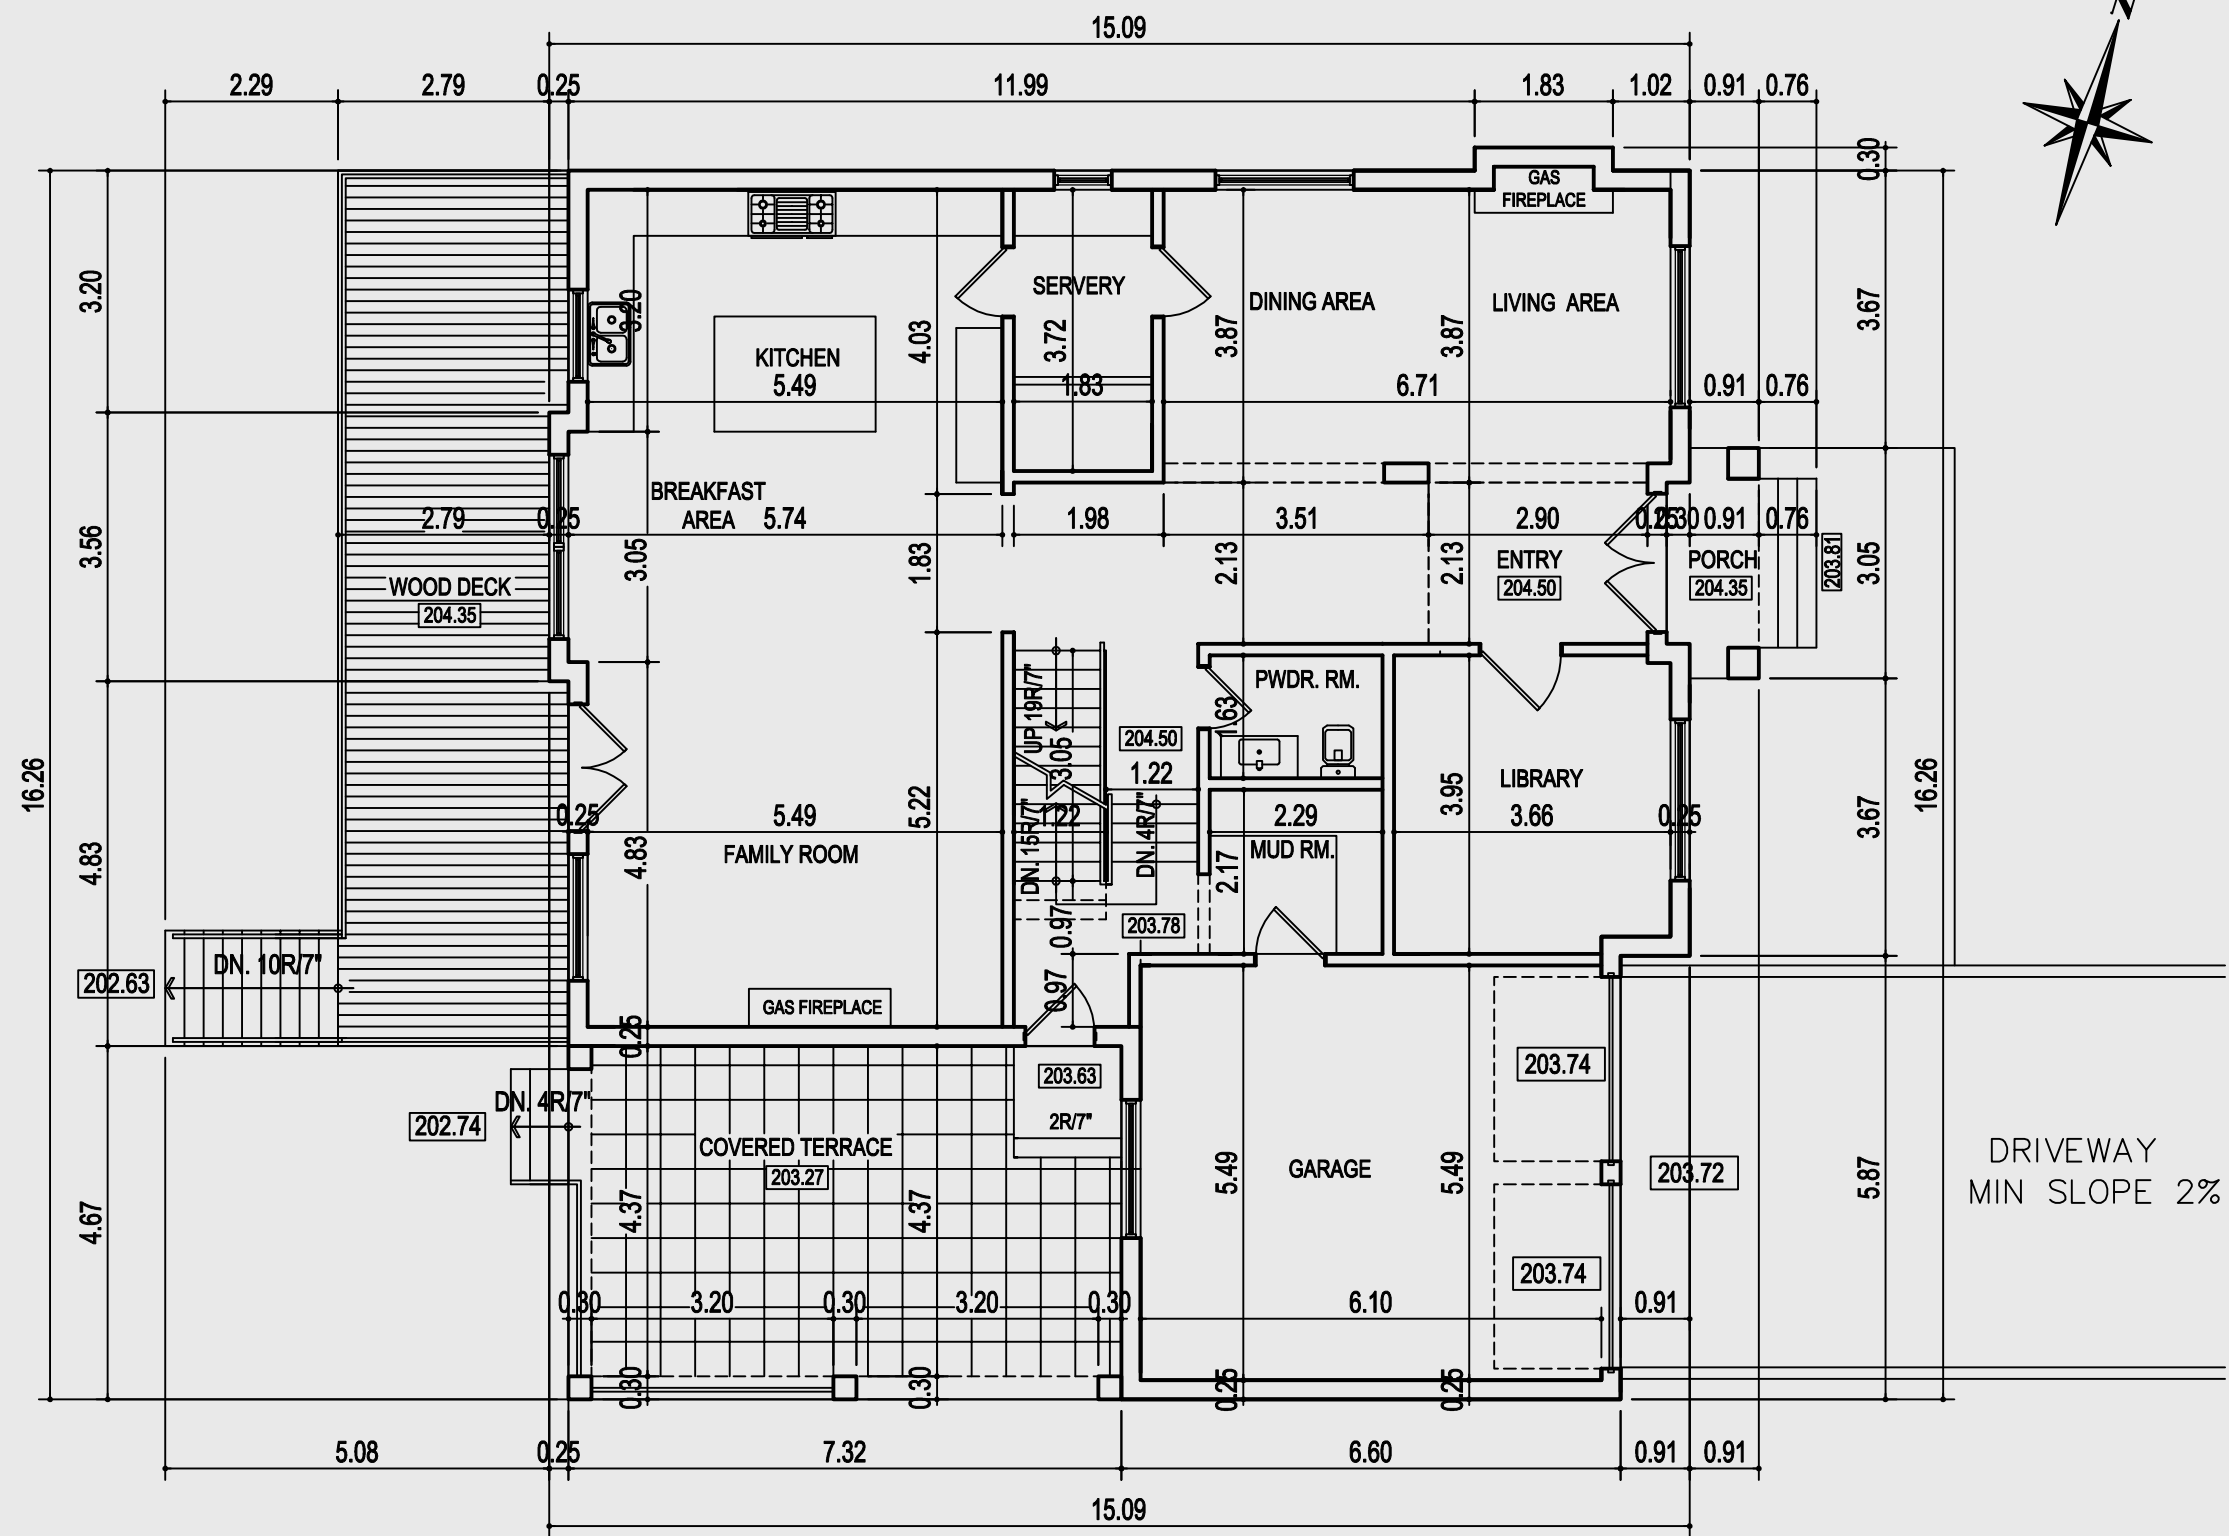 N
15.09
2.29 2.79 0.25 11.99 1.83 1.02 0.91 0.76
0.30
GAS
FIREPLACE
3.20
3.20
SERVERY
DINING AREA
LIVING AREA
3.67
KITCHEN
5.49
4.03
3.72
1.83
3.87
6.71
3.87
0.91 0.76
BREAKFAST
AREA
2.79 0.25 5.74 1.98 3.51 2.90 0.25 0.30 0.91 0.76
3.56
3.05
1.83
2.13
2.13
ENTRY
204.50
PORCH
204.35
203.81
3.05
WOOD DECK
204.35
UP 19R/7"
3.05
204.50
1.22
PWDR. RM.
1.63
LIBRARY
3.95
16.26
16.26
4.83
0.25
5.49
4.83
5.22
FAMILY ROOM
DN. 15R/7"
1.22
DN. 4R/7"
2.29
2.17
MUD RM.
3.66
0.25
3.67
0.97
203.78
DN. 10R/7"
202.63
GAS FIREPLACE
0.97
0.25
203.63
2R/7"
DN. 4R/7"
202.74
COVERED TERRACE
203.27
4.67
4.37
4.37
5.49
GARAGE
5.49
203.74
203.72
203.74
5.87
DRIVEWAY
MIN SLOPE 2%
0.30 3.20 0.30 3.20 0.30 6.10 0.91
0.30
0.30
0.25
0.25
5.08 0.25 7.32 6.60 0.91 0.91
15.09